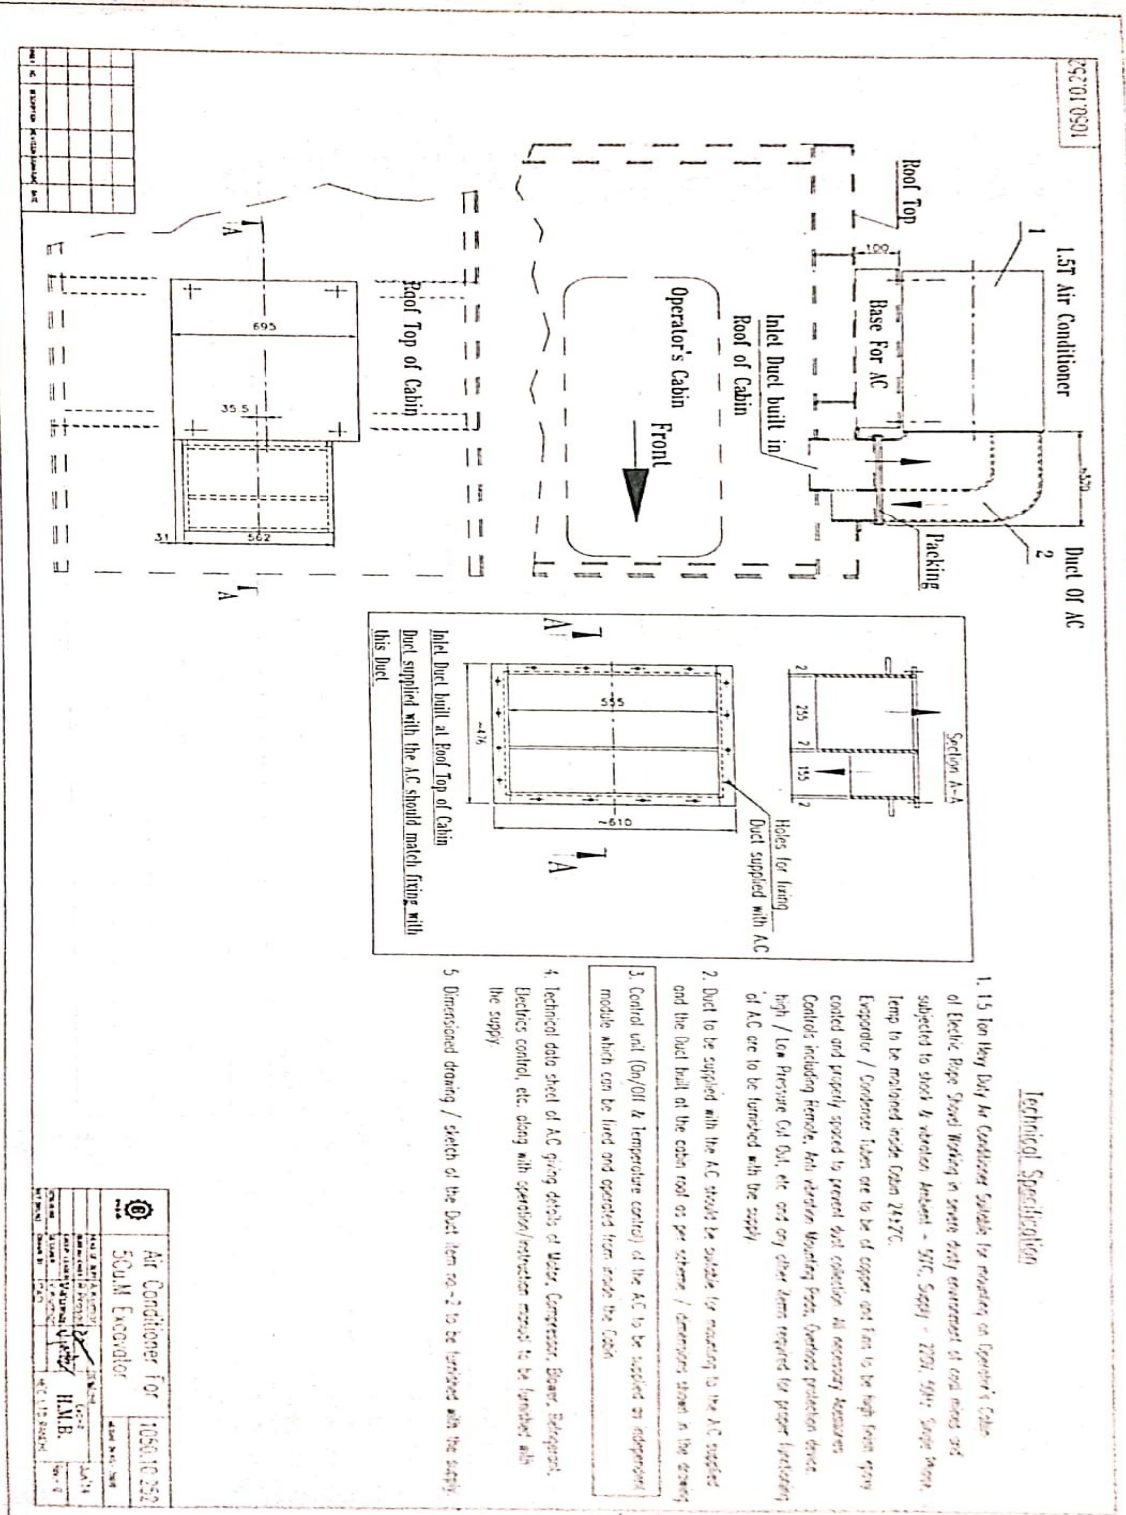 1050.10.252
1.5T Air Conditioner
Duct Of AC
1
2
~370
Roof Top
100
Base For AC
Packing
Inlet Duct built in
Roof of Cabin
Operator's Cabin
Front
Roof Top of Cabin
A
A
695
35.5
562
31
Section A-A
2
255
2
155
2
Holes for fixing
Duct supplied with AC
A
A
555
~610
~476
Inlet Duct built at Roof Top of Cabin
Duct supplied with the AC should match fixing with
this Duct
Technical Specification
1. 1.5 Ton Hevy Duty Air Conditioner Suitable for mounting on Operator's Cabin
of Electric Rope Shovel Working in severe dusty environment of coal mines and
subjected to shock & vibration Ambient - 50°C, Supply - 220V, 50Hz Single Phase,
Temp to be maintained inside Cabin 24±2°C.
Evaporator / Condenser Tubes are to be of copper and Fins to be high from epoxy
coated and properly spaced to prevent dust collection All necessary Acessories
Controls including Remote, Anti vibration Mounting Pads, Overload protection device,
high / Low Pressure Cut Out, etc and any other items required for proper functioning
of A.C are to be furnished with the supply.
2. Duct to be supplied with the A.C should be suitable for mounting to the A.C supplied
and the Duct built at the cabin roof as per scheme / dimensions shown in the drawing
3. Control unit (On/Off & Temperature control) of the A.C to be supplied as independent
module which can be fixed and operated from inside the Cabin
4. Technical data sheet of A.C giving details of Motor, Compressor, Blower, Refrigerant,
Electrics control, etc. along with operation/instruction manual to be furnished with
the supply.
5 Dimensioned drawing / sketch of the Duct item no.-2 to be furnished with the supply.
Air Conditioner For
5Cu.M Excavator
1050.10.252
H.M.B.